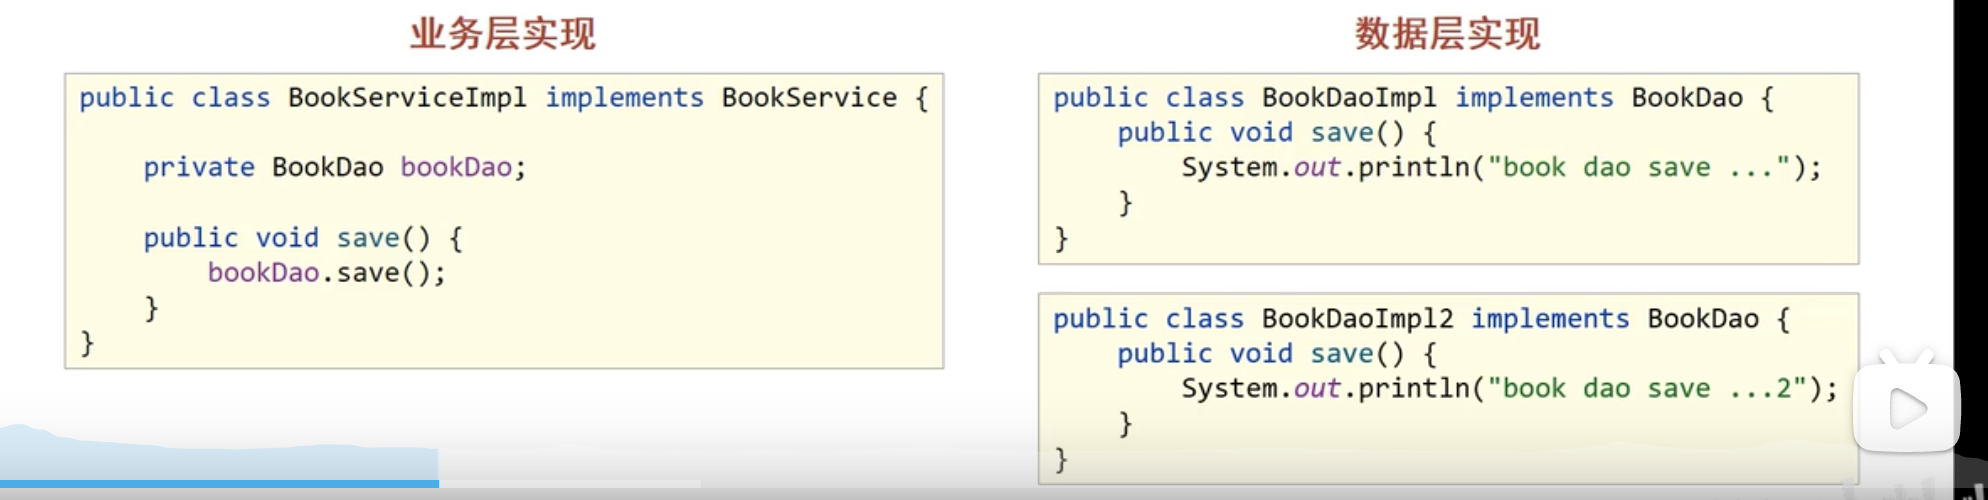 业务层实现
public class BookServiceImpl implements BookService {
private BookDao bookDao;
public void save() {
bookDao.save();
}
}
数据层实现
public class BookDaoImpl implements BookDao {
public void save() {
System.out.println("book dao save ...");
}
}
public class BookDaoImpl2 implements BookDao {
public void save() {
System.out.println("book dao save ...2");
}
}